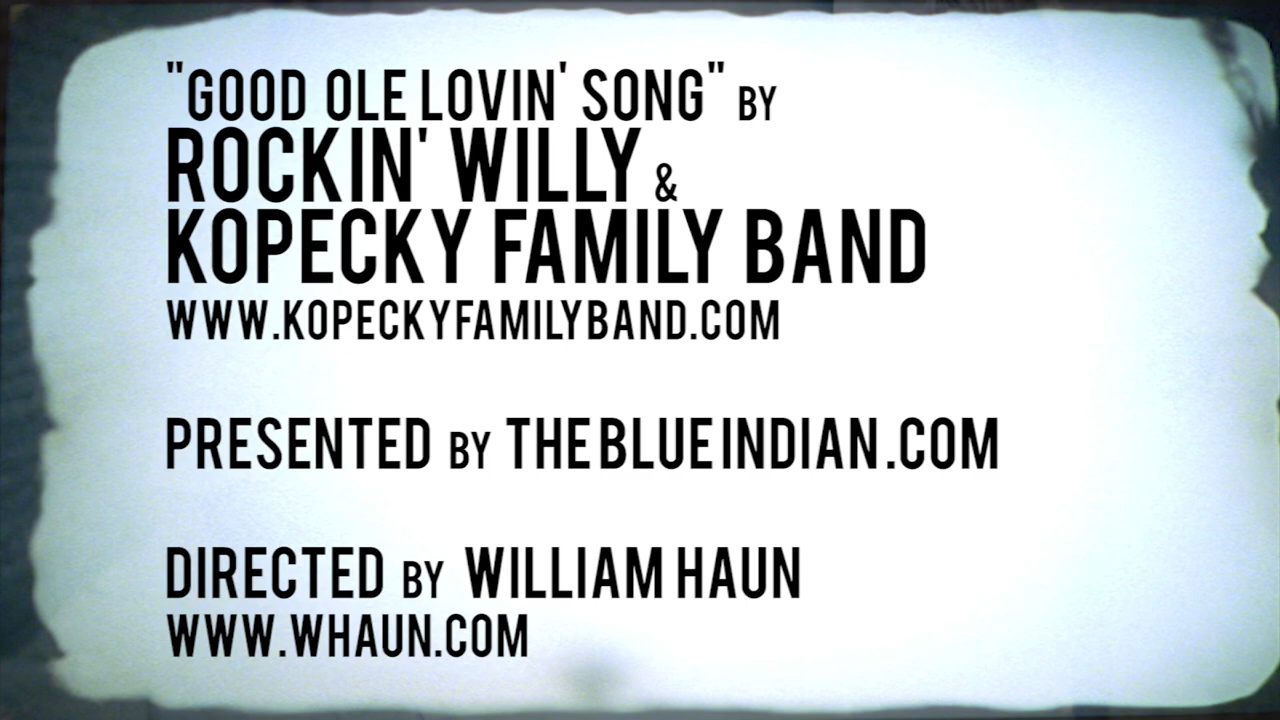 "GOOD OLE LOVIN' SONG" BY
ROCKIN' WILLY &
KOPECKY FAMILY BAND
WWW.KOPECKYFAMILYBAND.COM
PRESENTED BY THEBLUEINDIAN.COM
DIRECTED BY WILLIAM HAUN
WWW.WHAUN.COM